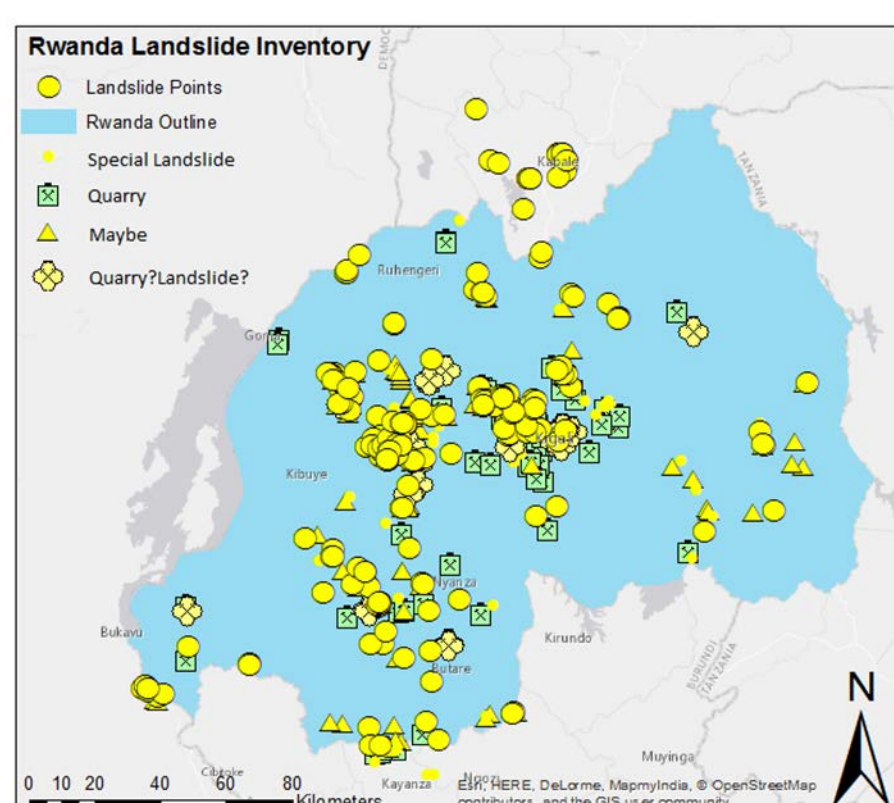 Rwanda Landslide Inventory
Landslide Points
Rwanda Outline
Special Landslide
Quarry
Maybe
Quarry?Landslide?
DEMOC
Kabale
TANZANIA
Ruhengeri
Goma
Kigali
Kibuye
Nyanza
Bukavu
Kirundo
Butare
BURUNDI
TANZANIA
N
Muyinga
Cibitoke
Kayanza
Ngozi
0 10 20 40 60 80
Kilometers
Esri, HERE, DeLorme, MapmyIndia, © OpenStreetMap
contributors, and the GIS user community